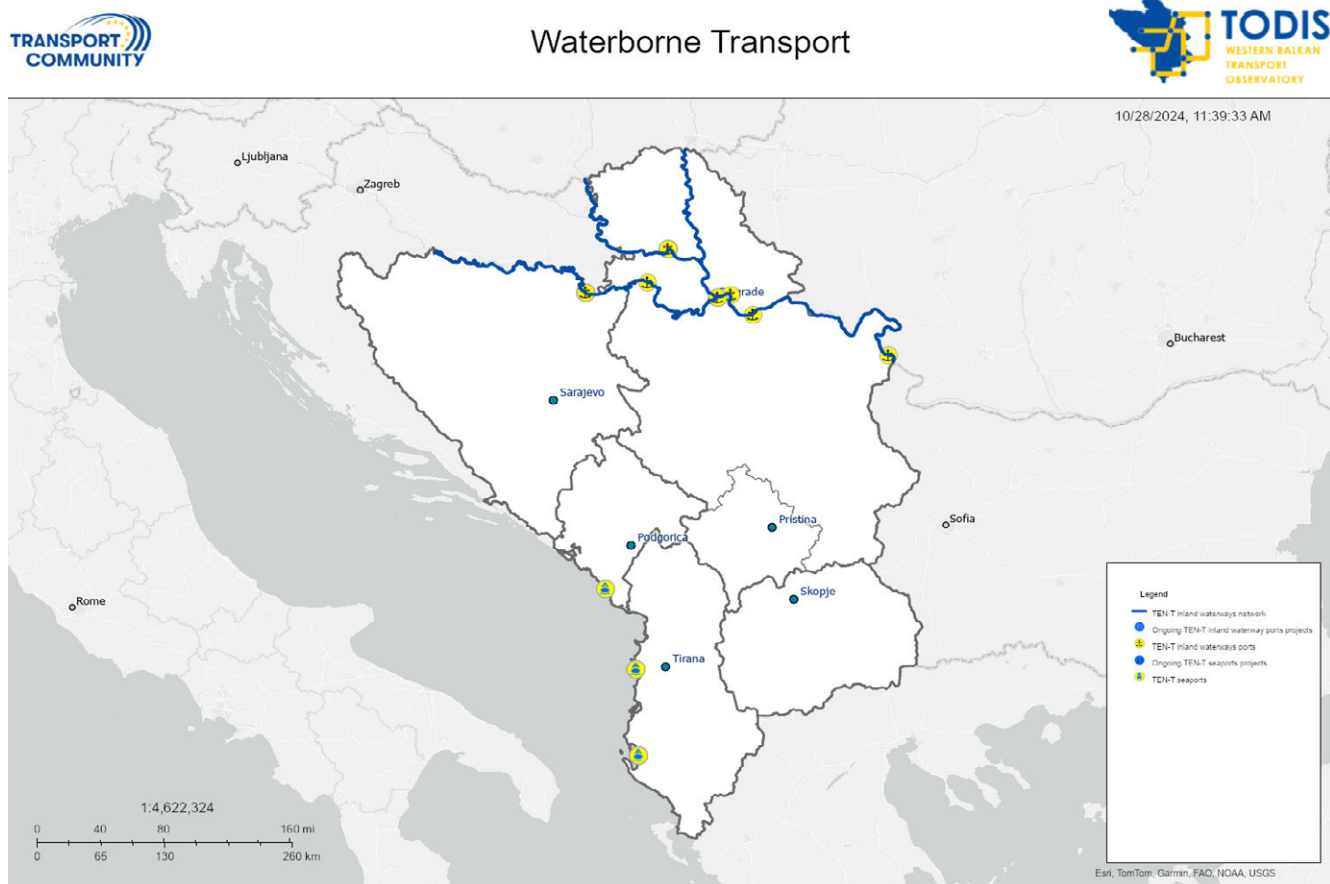 TRANSPORT
COMMUNITY
Waterborne Transport
TODIS
WESTERN BALKAN
TRANSPORT
OBSERVATORY
10/28/2024, 11:39:33 AM
Ljubljana
Zagreb
grade
Bucharest
Sarajevo
Pristina
Sofia
Podgorica
Skopje
Rome
Tirana
Legend
TEN-T inland waterways network
Ongoing TEN-T inland waterway ports projects
TEN-T inland waterways ports
Ongoing TEN-T seaports projects
TEN-T seaports
1:4,622,324
0 40 80 160 mi
0 65 130 260 km
Esri, TomTom, Garmin, FAO, NOAA, USGS